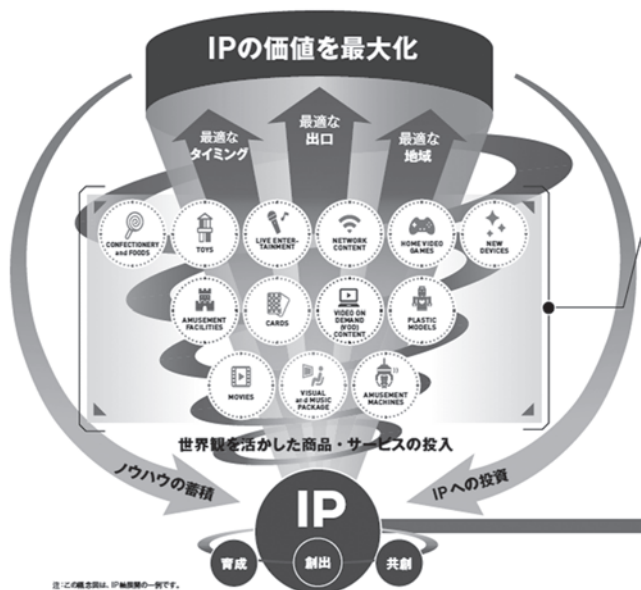 IPの価値を最大化
最適な
タイミング
最適な
出口
最適な
地域
CONFECTIONERY
and FOODS
TOYS
LIVE ENTER-
TAINMENT
NETWORK
CONTENT
HOME VIDEO
GAMES
NEW
DEVICES
AMUSEMENT
FACILITIES
CARDS
VIDEO ON
DEMAND
(VOD)
CONTENT
PLASTIC
MODELS
MOVIES
VISUAL
and MUSIC
PACKAGE
AMUSEMENT
MACHINES
世界観を活かした商品・サービスの投入
ノウハウの蓄積
IPへの投資
IP
育成
創出
共創
注:この概念図は、IP軸展開の一例です。